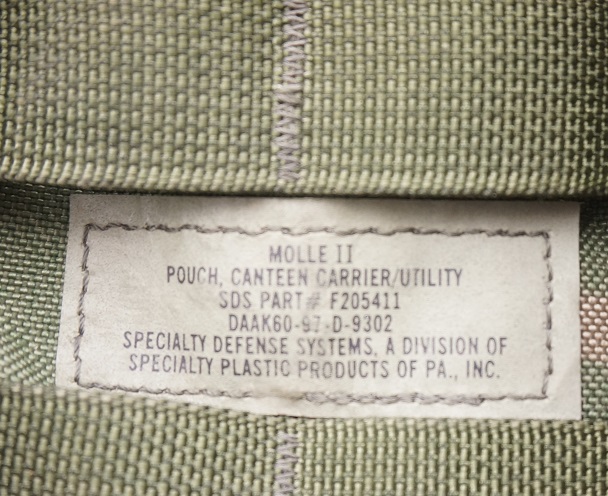 MOLLE II
POUCH, CANTEEN CARRIER/UTILITY
SDS PART# F205411
DAAK60-97-D-9302
SPECIALTY DEFENSE SYSTEMS, A DIVISION OF
SPECIALTY PLASTIC PRODUCTS OF PA., INC.